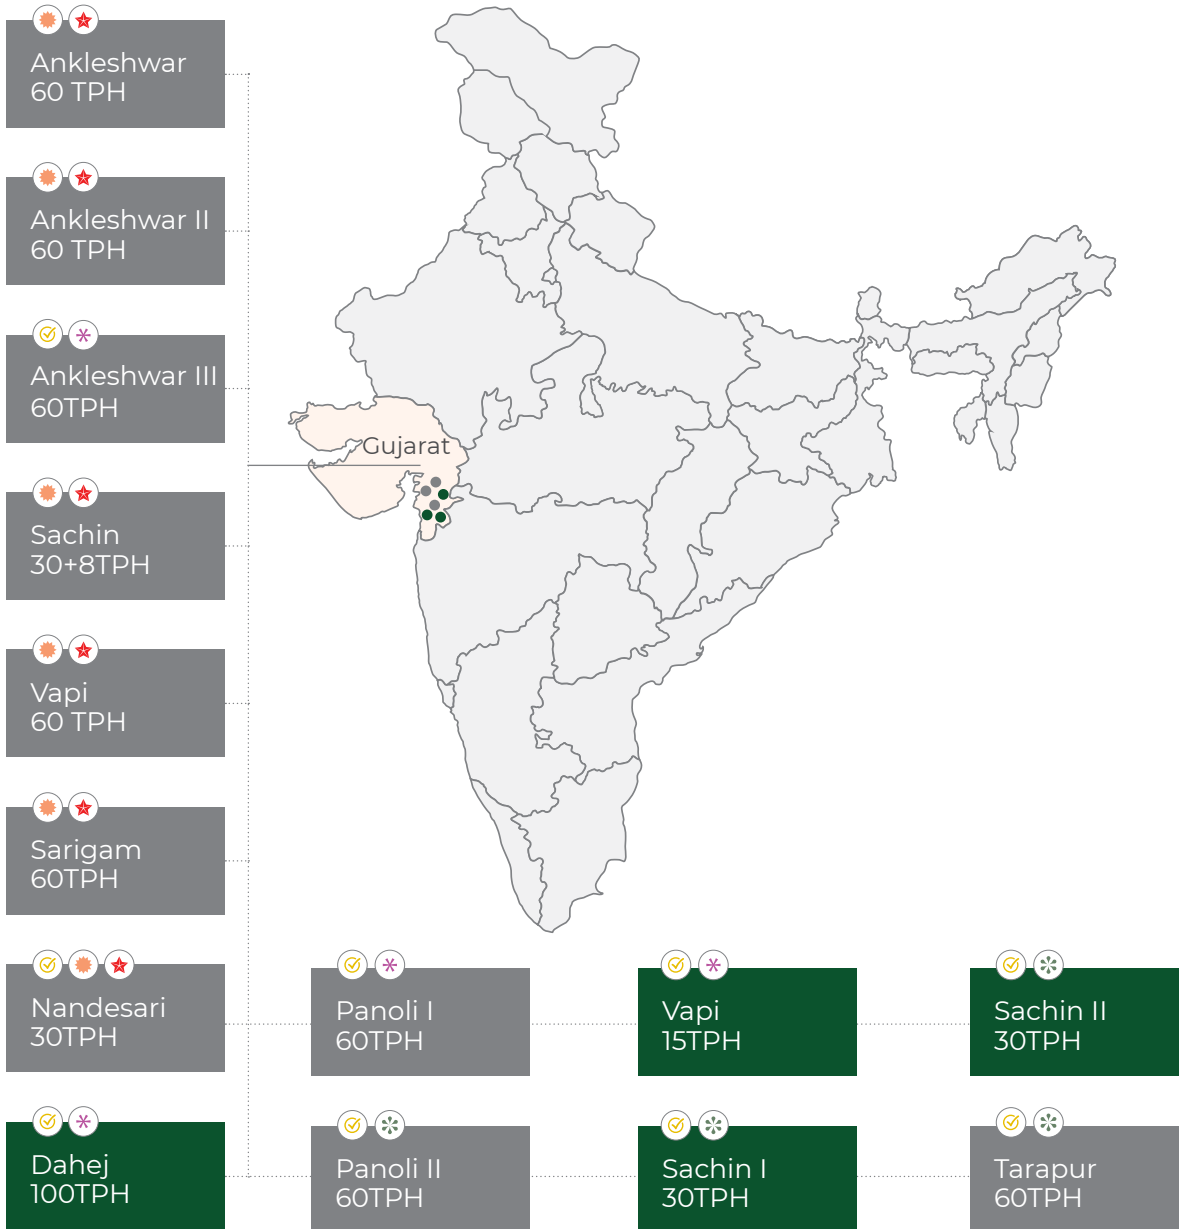 Ankleshwar
60 TPH
Ankleshwar II
60 TPH
Ankleshwar III
60TPH
Sachin
30+8TPH
Vapi
60 TPH
Sarigam
60TPH
Nandesari
30TPH
Dahej
100TPH
Gujarat
Panoli I
60TPH
Vapi
15TPH
Sachin II
30TPH
Panoli II
60TPH
Sachin I
30TPH
Tarapur
60TPH